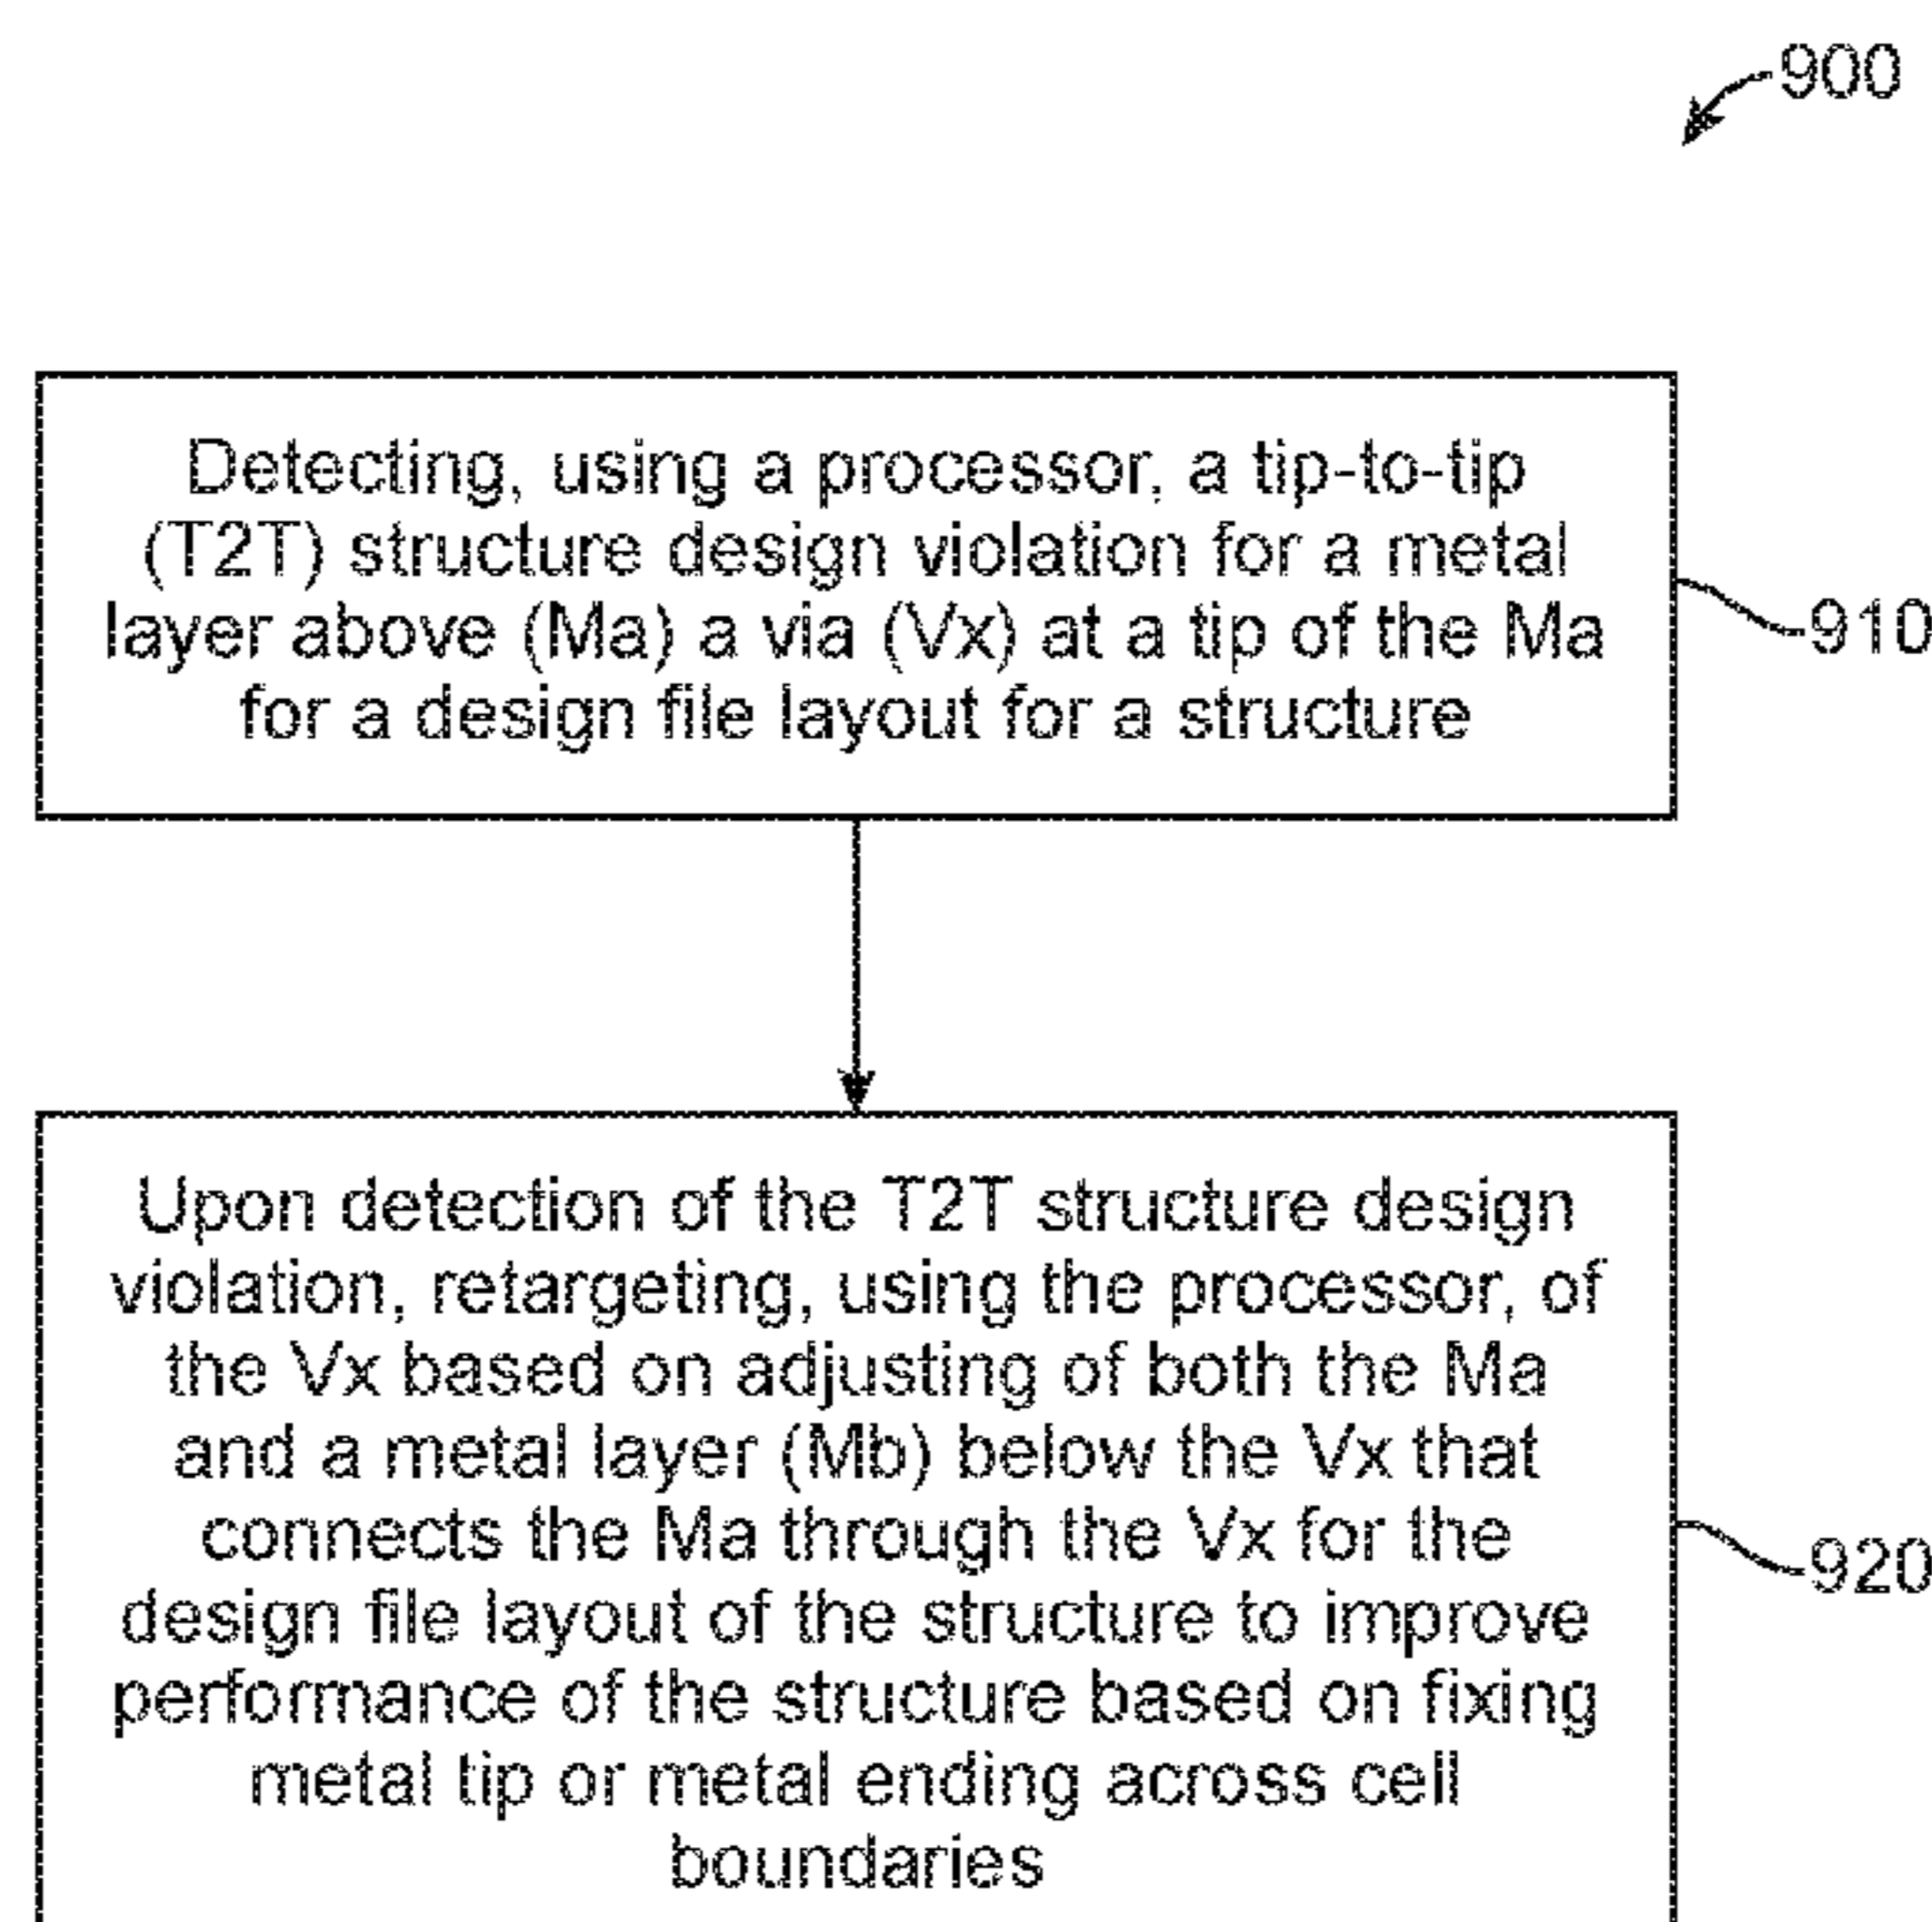 900
Detecting, using a processor, a tip-to-tip
(T2T) structure design violation for a metal
layer above (Ma) a via (Vx) at a tip of the Ma
for a design file layout for a structure
910
Upon detection of the T2T structure design
violation, retargeting, using the processor, of
the Vx based on adjusting of both the Ma
and a metal layer (Mb) below the Vx that
connects the Ma through the Vx for the
design file layout of the structure to improve
performance of the structure based on fixing
metal tip or metal ending across cell
boundaries
920